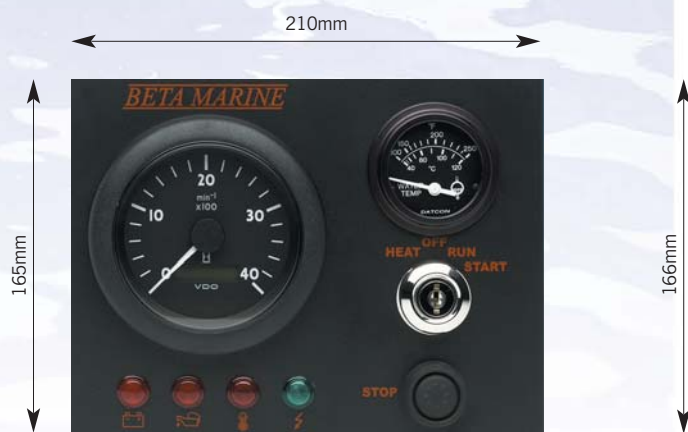 210mm
165mm
166mm
BETA MARINE
0 10 20 30 40
min⁻¹
x100
VDO
°F
100 150 200 250
40 60 100 120
°C
WATER
TEMP
DATCON
HEAT OFF RUN
START
STOP